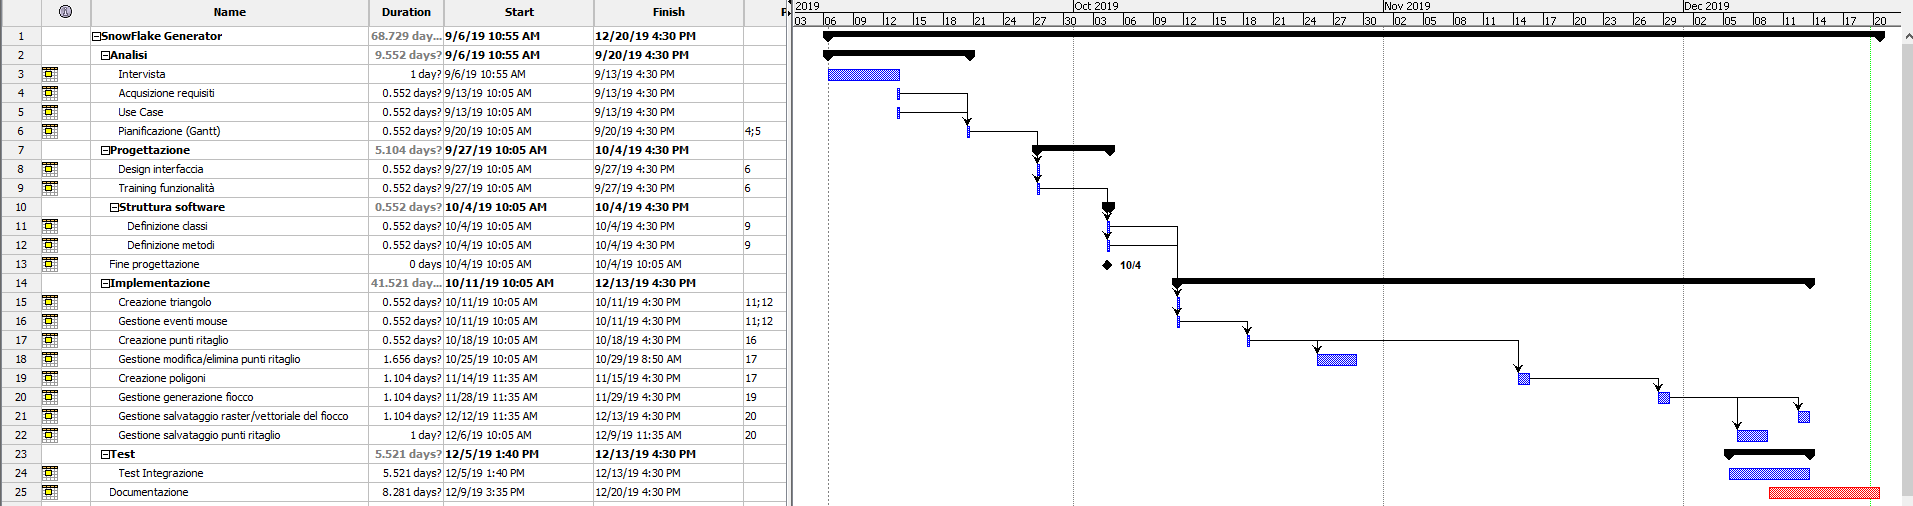 Name Duration Start Finish
2019 Oct 2019 Nov 2019 Dec 2019
03 06 09 12 15 18 21 24 27 30 03 06 09 12 15 18 21 24 27 30 02 05 08 11 14 17 20 23 26 29 02 05 08 11 14 17 20
1 SnowFlake Generator 68.729 day... 9/6/19 10:55 AM 12/20/19 4:30 PM
2 Analisi 9.552 days? 9/6/19 10:55 AM 9/20/19 4:30 PM
3 Intervista 1 day? 9/6/19 10:55 AM 9/13/19 4:30 PM
4 Acqusizione requisiti 0.552 days? 9/13/19 10:05 AM 9/13/19 4:30 PM
5 Use Case 0.552 days? 9/13/19 10:05 AM 9/13/19 4:30 PM
6 Pianificazione (Gantt) 0.552 days? 9/20/19 10:05 AM 9/20/19 4:30 PM 4;5
7 Progettazione 5.104 days? 9/27/19 10:05 AM 10/4/19 4:30 PM
8 Design interfaccia 0.552 days? 9/27/19 10:05 AM 9/27/19 4:30 PM 6
9 Training funzionalità 0.552 days? 9/27/19 10:05 AM 9/27/19 4:30 PM 6
10 Struttura software 0.552 days? 10/4/19 10:05 AM 10/4/19 4:30 PM
11 Definizione classi 0.552 days? 10/4/19 10:05 AM 10/4/19 4:30 PM 9
12 Definizione metodi 0.552 days? 10/4/19 10:05 AM 10/4/19 4:30 PM 9
13 Fine progettazione 0 days 10/4/19 10:05 AM 10/4/19 10:05 AM 10/4
14 Implementazione 41.521 day... 10/11/19 10:05 AM 12/13/19 4:30 PM
15 Creazione triangolo 0.552 days? 10/11/19 10:05 AM 10/11/19 4:30 PM 11;12
16 Gestione eventi mouse 0.552 days? 10/11/19 10:05 AM 10/11/19 4:30 PM 11;12
17 Creazione punti ritaglio 0.552 days? 10/18/19 10:05 AM 10/18/19 4:30 PM 16
18 Gestione modifica/elimina punti ritaglio 1.656 days? 10/25/19 10:05 AM 10/29/19 8:50 AM 17
19 Creazione poligoni 1.104 days? 11/14/19 11:35 AM 11/15/19 4:30 PM 17
20 Gestione generazione fiocco 1.104 days? 11/28/19 11:35 AM 11/29/19 4:30 PM 19
21 Gestione salvataggio raster/vettoriale del fiocco 1.104 days? 12/12/19 11:35 AM 12/13/19 4:30 PM 20
22 Gestione salvataggio punti ritaglio 1 day? 12/6/19 10:05 AM 12/9/19 11:35 AM 20
23 Test 5.521 days? 12/5/19 1:40 PM 12/13/19 4:30 PM
24 Test Integrazione 5.521 days? 12/5/19 1:40 PM 12/13/19 4:30 PM
25 Documentazione 8.281 days? 12/9/19 3:35 PM 12/20/19 4:30 PM